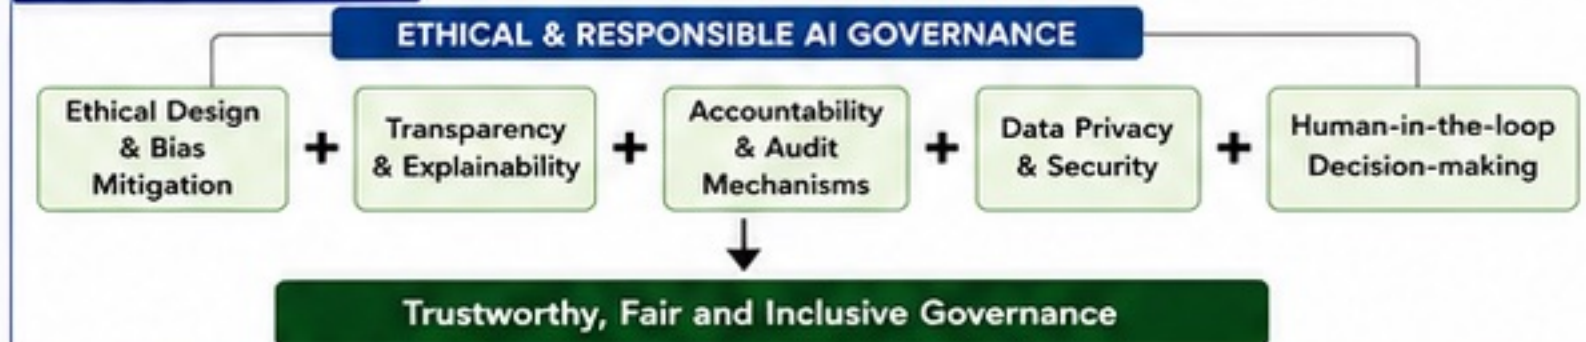 ETHICAL & RESPONSIBLE AI GOVERNANCE
Ethical Design
& Bias
Mitigation
+
Transparency
& Explainability
+
Accountability
& Audit
Mechanisms
+
Data Privacy
& Security
+
Human-in-the-loop
Decision-making
Trustworthy, Fair and Inclusive Governance